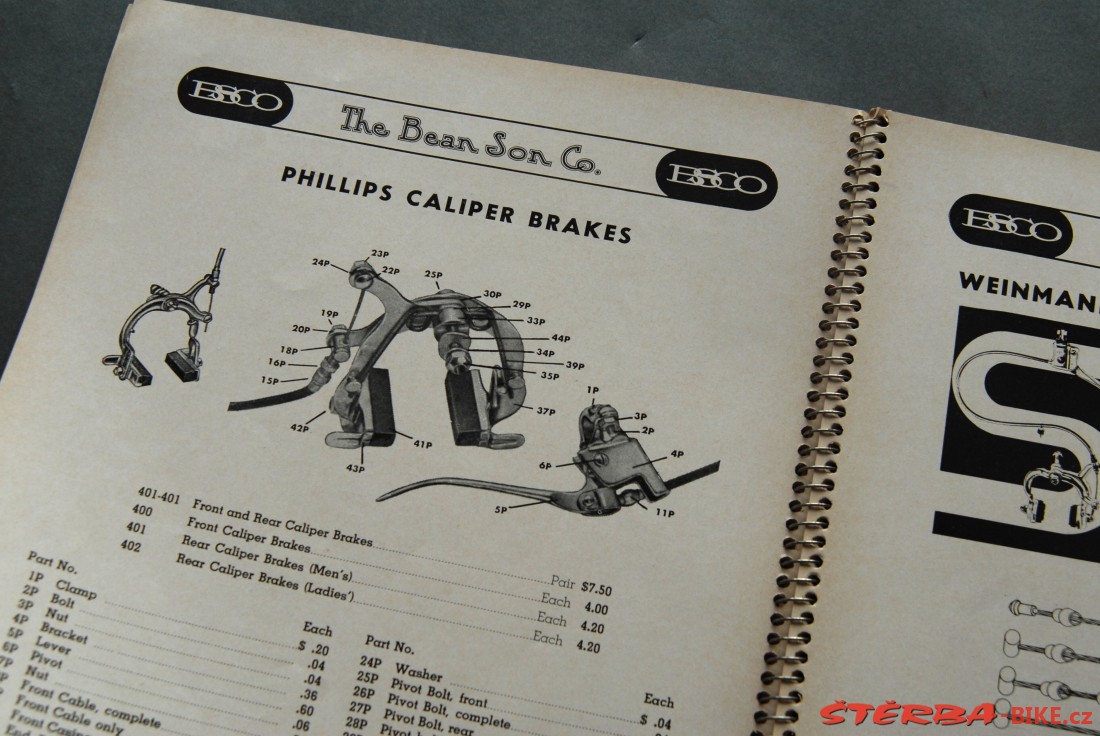 ESCO
The Bean Son Co.
ESCO
PHILLIPS CALIPER BRAKES
23P
24P 22P
25P
30P
29P
33P
19P
20P
44P
18P
34P
16P
39P
15P
35P
1P
37P
3P
42P
2P
41P
6P 4P
43P
5P
11P
401-401 Front and Rear Caliper Brakes Pair $7.50
400 Front Caliper Brakes Each 4.00
401 Rear Caliper Brakes (Men's) Each 4.20
402 Rear Caliper Brakes (Ladies') Each 4.20
Part No. Each
1P Clamp $ .20
2P Bolt .04
3P Nut .04
4P Bracket .36
5P Lever .60
6P Pivot .06
7P Nut
Front Cable, complete
Front Cable only
Part No. Each
24P Washer $ .04
25P Pivot Bolt, front
26P Pivot Bolt, complete
27P Pivot Bolt, rear
28P
ESCO
WEINMAN
ŠTĚRBA-BIKE.cz